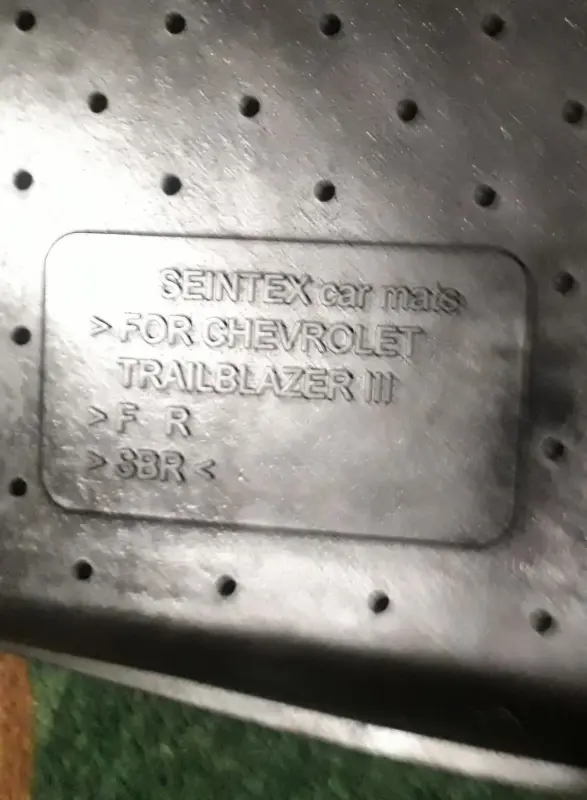 SEINTEX car mats
>FOR CHEVROLET
TRAILBLAZER III
>F R
>SBR<